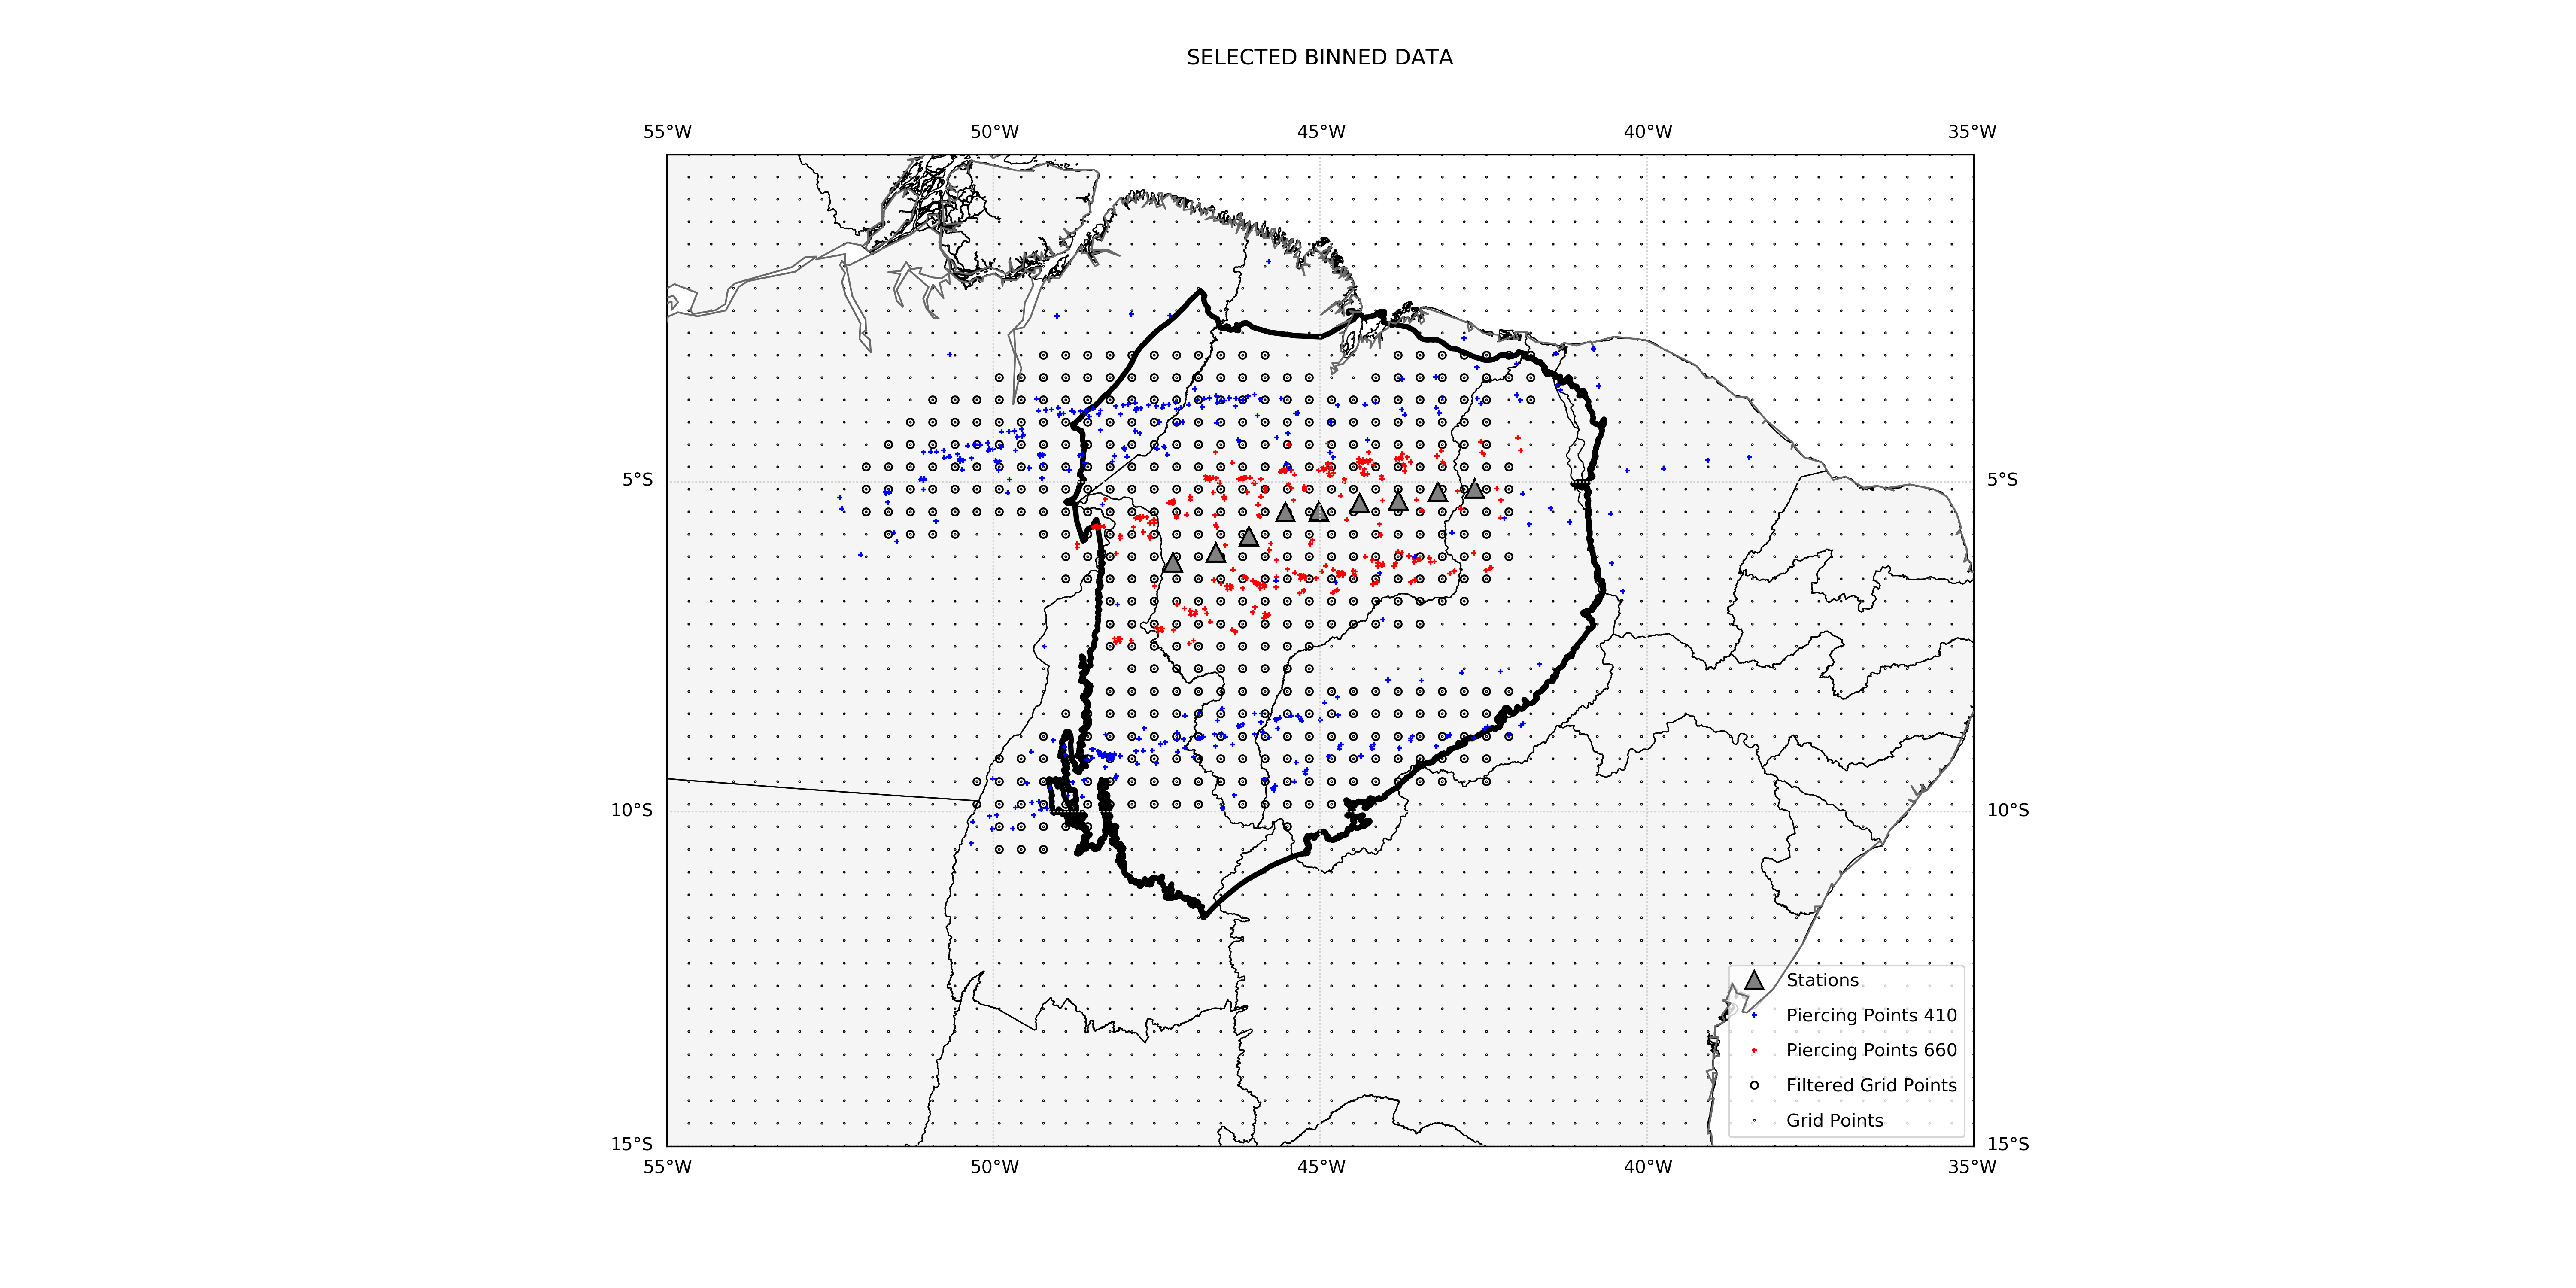 SELECTED BINNED DATA
55°W 50°W 45°W 40°W 35°W
5°S 5°S
10°S 10°S
Stations
Piercing Points 410
Piercing Points 660
Filtered Grid Points
Grid Points
15°S 15°S
55°W 50°W 45°W 40°W 35°W